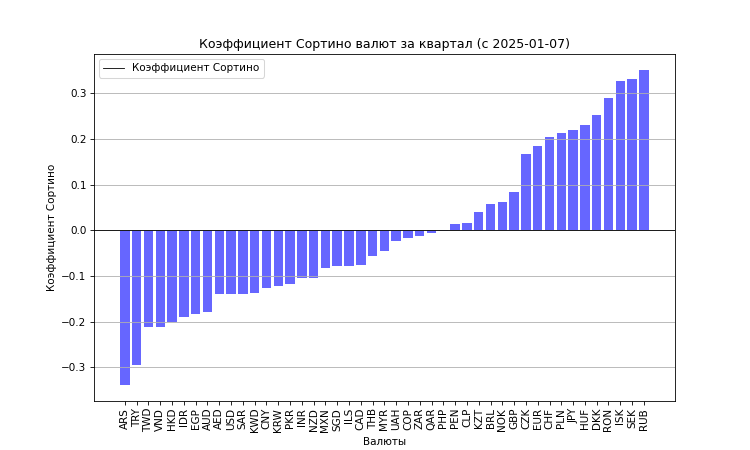 Коэффициент Сортино валют за квартал (с 2025-01-07)
Коэффициент Сортино
Коэффициент Сортино
0.3
0.2
0.1
0.0
−0.1
−0.2
−0.3
ARS
TRY
TWD
VND
HKD
IDR
EGP
AUD
AED
USD
SAR
KWD
CNY
KRW
PKR
INR
NZD
MXN
SGD
ILS
CAD
THB
MYR
UAH
COP
ZAR
QAR
PHP
PEN
CLP
KZT
BRL
NOK
GBP
CZK
EUR
CHF
PLN
JPY
HUF
DKK
RON
ISK
SEK
RUB
Валюты